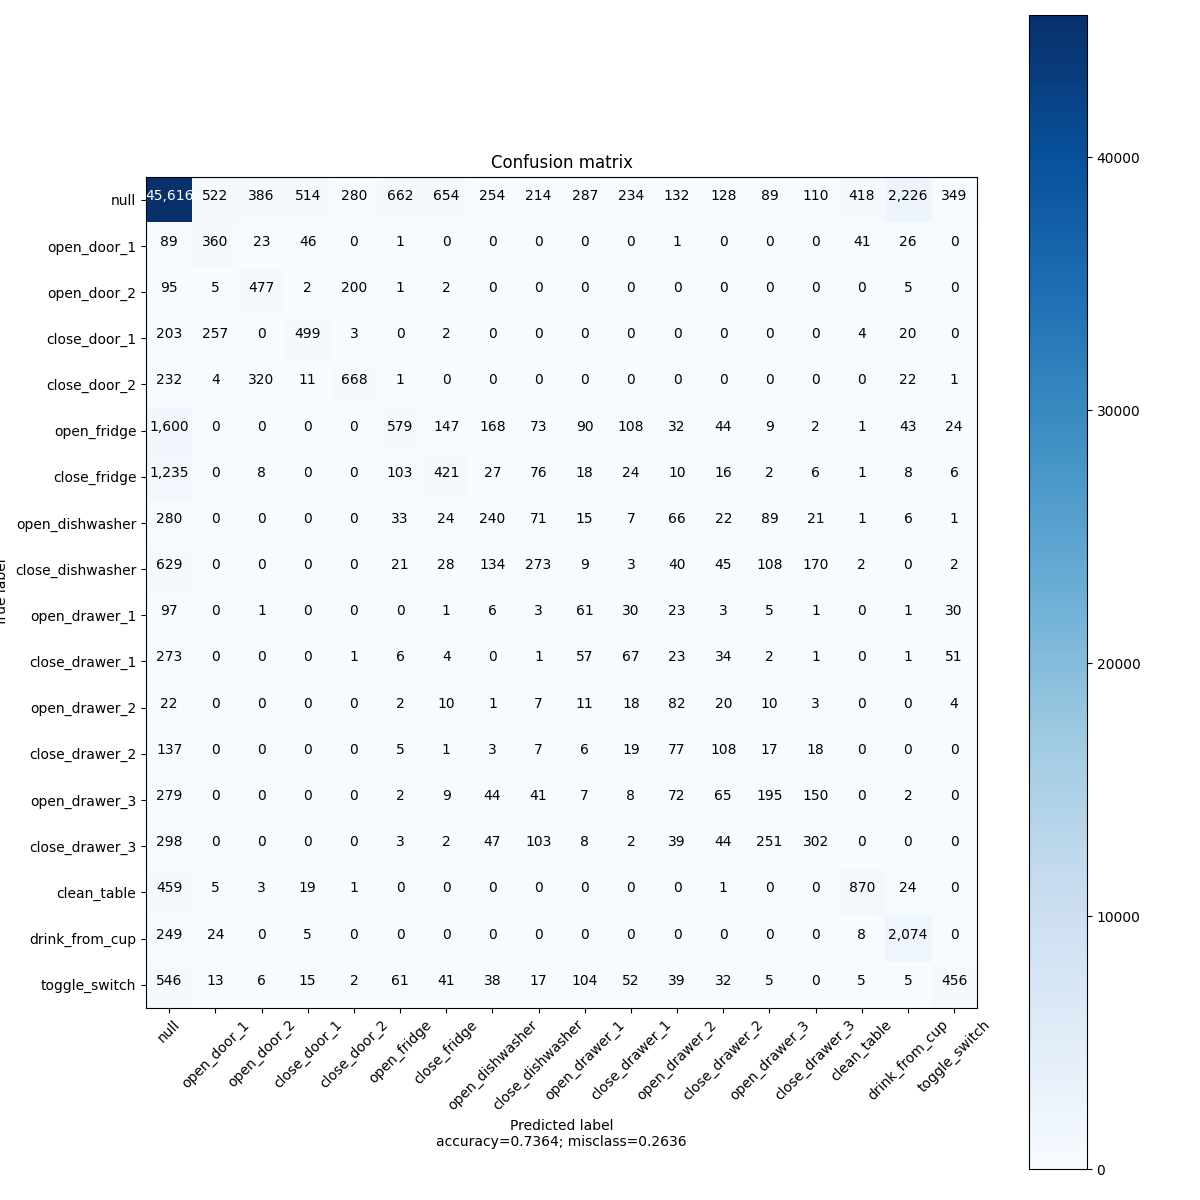 Confusion matrix
null 45,616 522 386 514 280 662 654 254 214 287 234 132 128 89 110 418 2,226 349
open_door_1 89 360 23 46 0 1 0 0 0 0 0 1 0 0 0 41 26 0
open_door_2 95 5 477 2 200 1 2 0 0 0 0 0 0 0 0 0 5 0
close_door_1 203 257 0 499 3 0 2 0 0 0 0 0 0 0 0 4 20 0
close_door_2 232 4 320 11 668 1 0 0 0 0 0 0 0 0 0 0 22 1
open_fridge 1,600 0 0 0 0 579 147 168 73 90 108 32 44 9 2 1 43 24
close_fridge 1,235 0 8 0 0 103 421 27 76 18 24 10 16 2 6 1 8 6
open_dishwasher 280 0 0 0 0 33 24 240 71 15 7 66 22 89 21 1 6 1
close_dishwasher 629 0 0 0 0 21 28 134 273 9 3 40 45 108 170 2 0 2
open_drawer_1 97 0 1 0 0 0 1 6 3 61 30 23 3 5 1 0 1 30
close_drawer_1 273 0 0 0 1 6 4 0 1 57 67 23 34 2 1 0 1 51
open_drawer_2 22 0 0 0 0 2 10 1 7 11 18 82 20 10 3 0 0 4
close_drawer_2 137 0 0 0 0 5 1 3 7 6 19 77 108 17 18 0 0 0
open_drawer_3 279 0 0 0 0 2 9 44 41 7 8 72 65 195 150 0 2 0
close_drawer_3 298 0 0 0 0 3 2 47 103 8 2 39 44 251 302 0 0 0
clean_table 459 5 3 19 1 0 0 0 0 0 0 0 1 0 0 870 24 0
drink_from_cup 249 24 0 5 0 0 0 0 0 0 0 0 0 0 0 8 2,074 0
toggle_switch 546 13 6 15 2 61 41 38 17 104 52 39 32 5 0 5 5 456
null open_door_1 open_door_2 close_door_1 close_door_2 open_fridge close_fridge open_dishwasher close_dishwasher open_drawer_1 close_drawer_1 open_drawer_2 close_drawer_2 open_drawer_3 close_drawer_3 clean_table drink_from_cup toggle_switch
Predicted label
accuracy=0.7364; misclass=0.2636
40000
30000
20000
10000
0